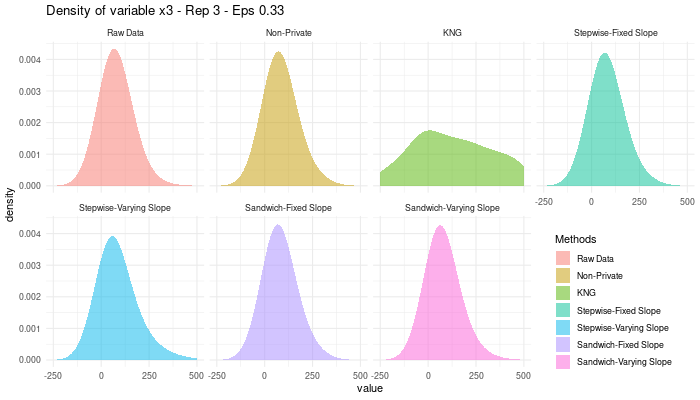 Density of variable x3 - Rep 3 - Eps 0.33
Raw Data
Non-Private
KNG
Stepwise-Fixed Slope
0.004
0.003
0.002
0.001
0.000
-250 0 250 500
density
Stepwise-Varying Slope
Sandwich-Fixed Slope
Sandwich-Varying Slope
0.004
0.003
0.002
0.001
0.000
-250 0 250 500
-250 0 250 500
-250 0 250 500
value
Methods
Raw Data
Non-Private
KNG
Stepwise-Fixed Slope
Stepwise-Varying Slope
Sandwich-Fixed Slope
Sandwich-Varying Slope